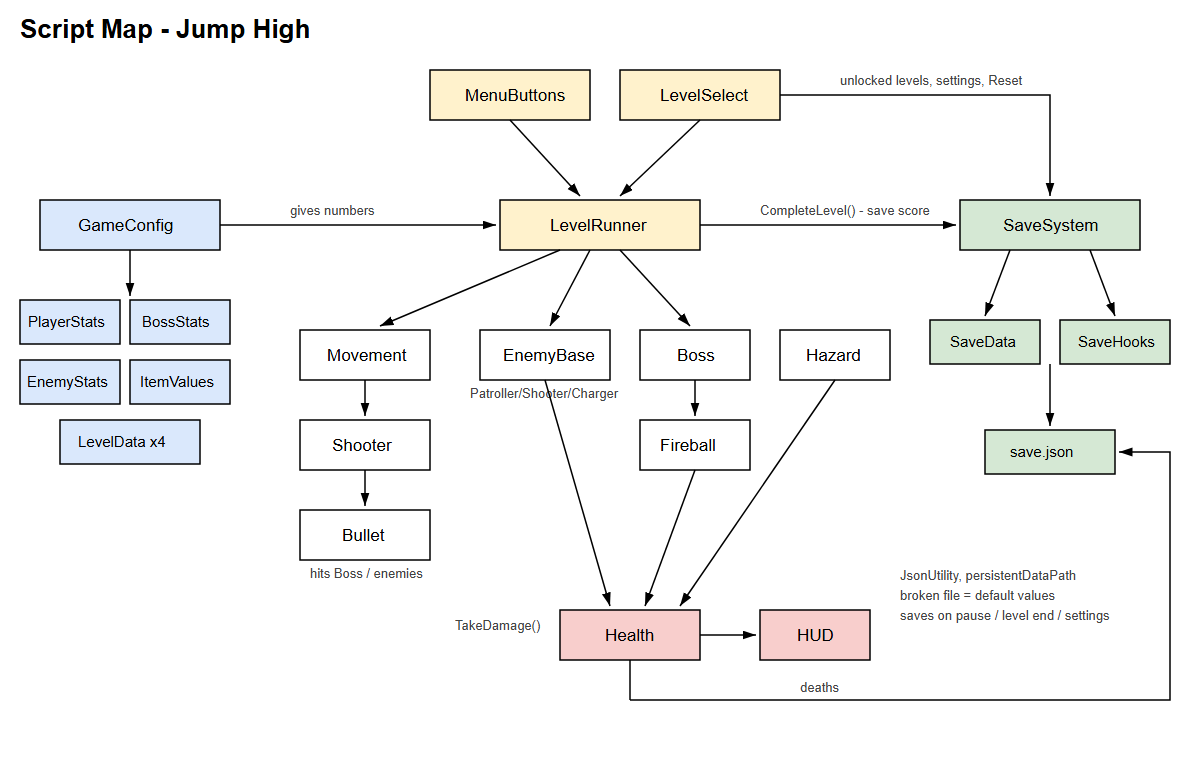 Script Map - Jump High
MenuButtons
LevelSelect
unlocked levels, settings, Reset
GameConfig
gives numbers
LevelRunner
CompleteLevel() - save score
SaveSystem
PlayerStats
BossStats
EnemyStats
ItemValues
LevelData x4
Movement
EnemyBase
Boss
Hazard
Patroller/Shooter/Charger
SaveData
SaveHooks
Shooter
Fireball
save.json
Bullet
hits Boss / enemies
JsonUtility, persistentDataPath
broken file = default values
saves on pause / level end / settings
TakeDamage()
Health
HUD
deaths